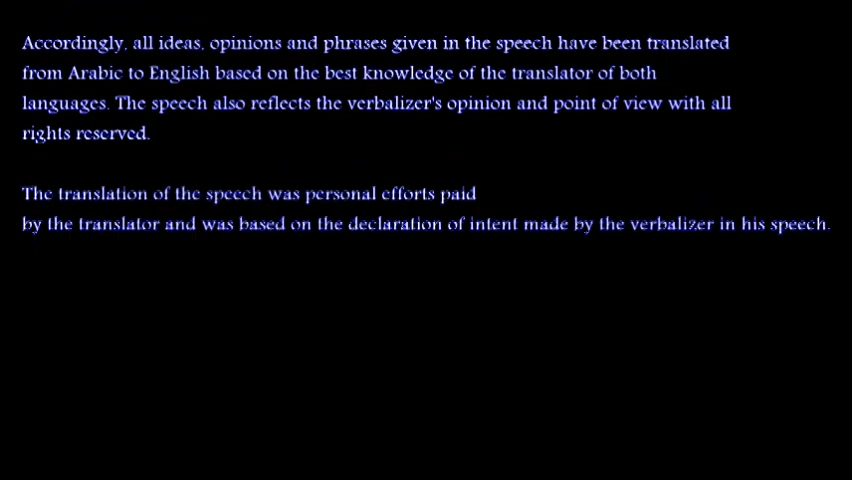 Accordingly, all ideas, opinions and phrases given in the speech have been translated
from Arabic to English based on the best knowledge of the translator of both
languages. The speech also reflects the verbalizer's opinion and point of view with all
rights reserved.
The translation of the speech was personal efforts paid
by the translator and was based on the declaration of intent made by the verbalizer in his speech.